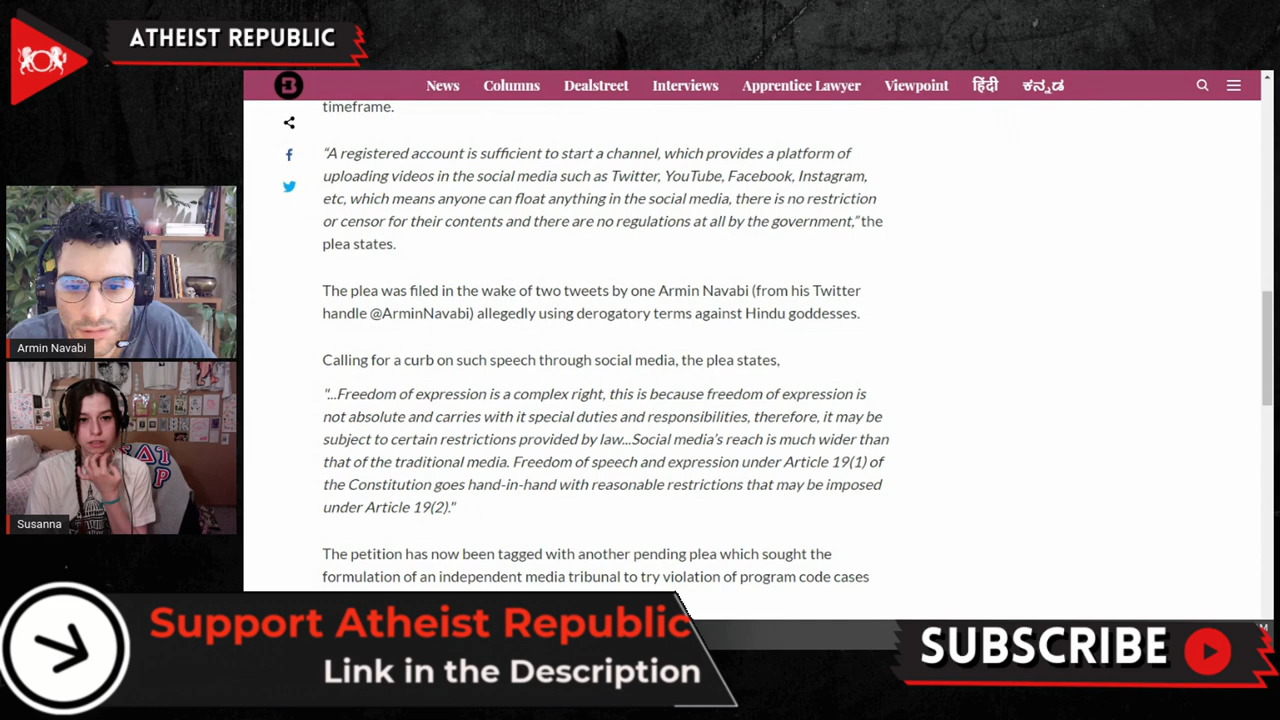 ATHEIST REPUBLIC
News Columns Dealstreet Interviews Apprentice Lawyer Viewpoint हिंदी ಕನ್ನಡ
timeframe.
“A registered account is sufficient to start a channel, which provides a platform of
uploading videos in the social media such as Twitter, YouTube, Facebook, Instagram,
etc, which means anyone can float anything in the social media, there is no restriction
or censor for their contents and there are no regulations at all by the government,” the
plea states.
The plea was filed in the wake of two tweets by one Armin Navabi (from his Twitter
handle @ArminNavabi) allegedly using derogatory terms against Hindu goddesses.
Calling for a curb on such speech through social media, the plea states,
"...Freedom of expression is a complex right, this is because freedom of expression is
not absolute and carries with it special duties and responsibilities, therefore, it may be
subject to certain restrictions provided by law...Social media’s reach is much wider than
that of the traditional media. Freedom of speech and expression under Article 19(1) of
the Constitution goes hand-in-hand with reasonable restrictions that may be imposed
under Article 19(2)."
The petition has now been tagged with another pending plea which sought the
formulation of an independent media tribunal to try violation of program code cases
Armin Navabi
Susanna
Support Atheist Republic
Link in the Description
SUBSCRIBE